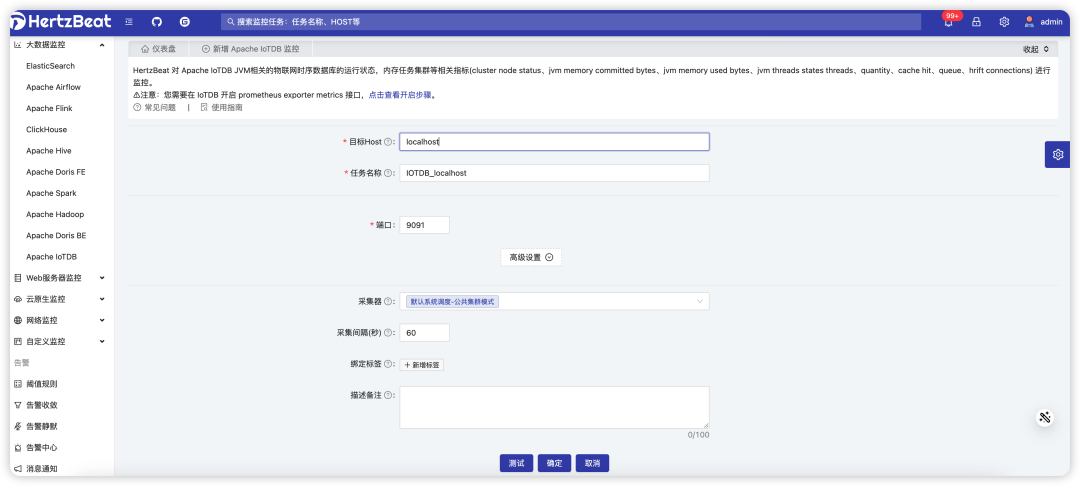 HertzBeat
搜索监控任务：任务名称、HOST等
99+
admin
大数据监控
ElasticSearch
Apache Airflow
Apache Flink
ClickHouse
Apache Hive
Apache Doris FE
Apache Spark
Apache Hadoop
Apache Doris BE
Apache IoTDB
Web服务器监控
云原生监控
网络监控
自定义监控
告警
阈值规则
告警收敛
告警静默
告警中心
消息通知
仪表盘
新增 Apache IoTDB 监控
收起
HertzBeat 对 Apache IoTDB JVM相关的物联网时序数据库的运行状态，内存任务集群等相关指标(cluster node status、jvm memory committed bytes、jvm memory used bytes、jvm threads states threads、quantity、cache hit、queue、hrift connections) 进行
监控。
⚠注意：您需要在 IoTDB 开启 prometheus exporter metrics 接口，点击查看开启步骤。
常见问题 | 使用指南
* 目标Host : localhost
* 任务名称 : IOTDB_localhost
* 端口 : 9091
高级设置
采集器 : 默认系统调度-公共集群模式
采集间隔(秒) : 60
绑定标签 : + 新增标签
描述备注 :
0/100
测试 确定 取消